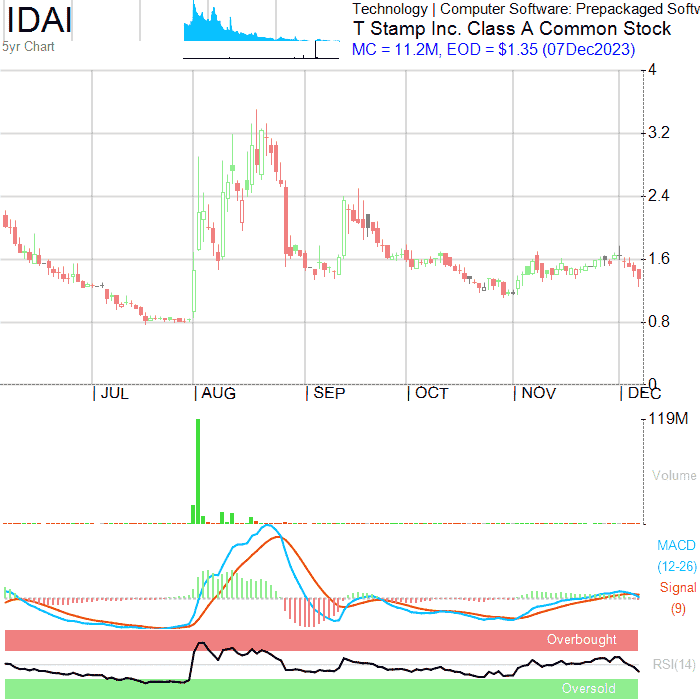 IDAI
5yr Chart
Technology | Computer Software: Prepackaged Softw
T Stamp Inc. Class A Common Stock
MC = 11.2M, EOD = $1.35 (07Dec2023)
4
3.2
2.4
1.6
0.8
0
JUL AUG SEP OCT NOV DEC
119M
Volume
MACD
(12-26)
Signal
(9)
Overbought
RSI(14)
Oversold